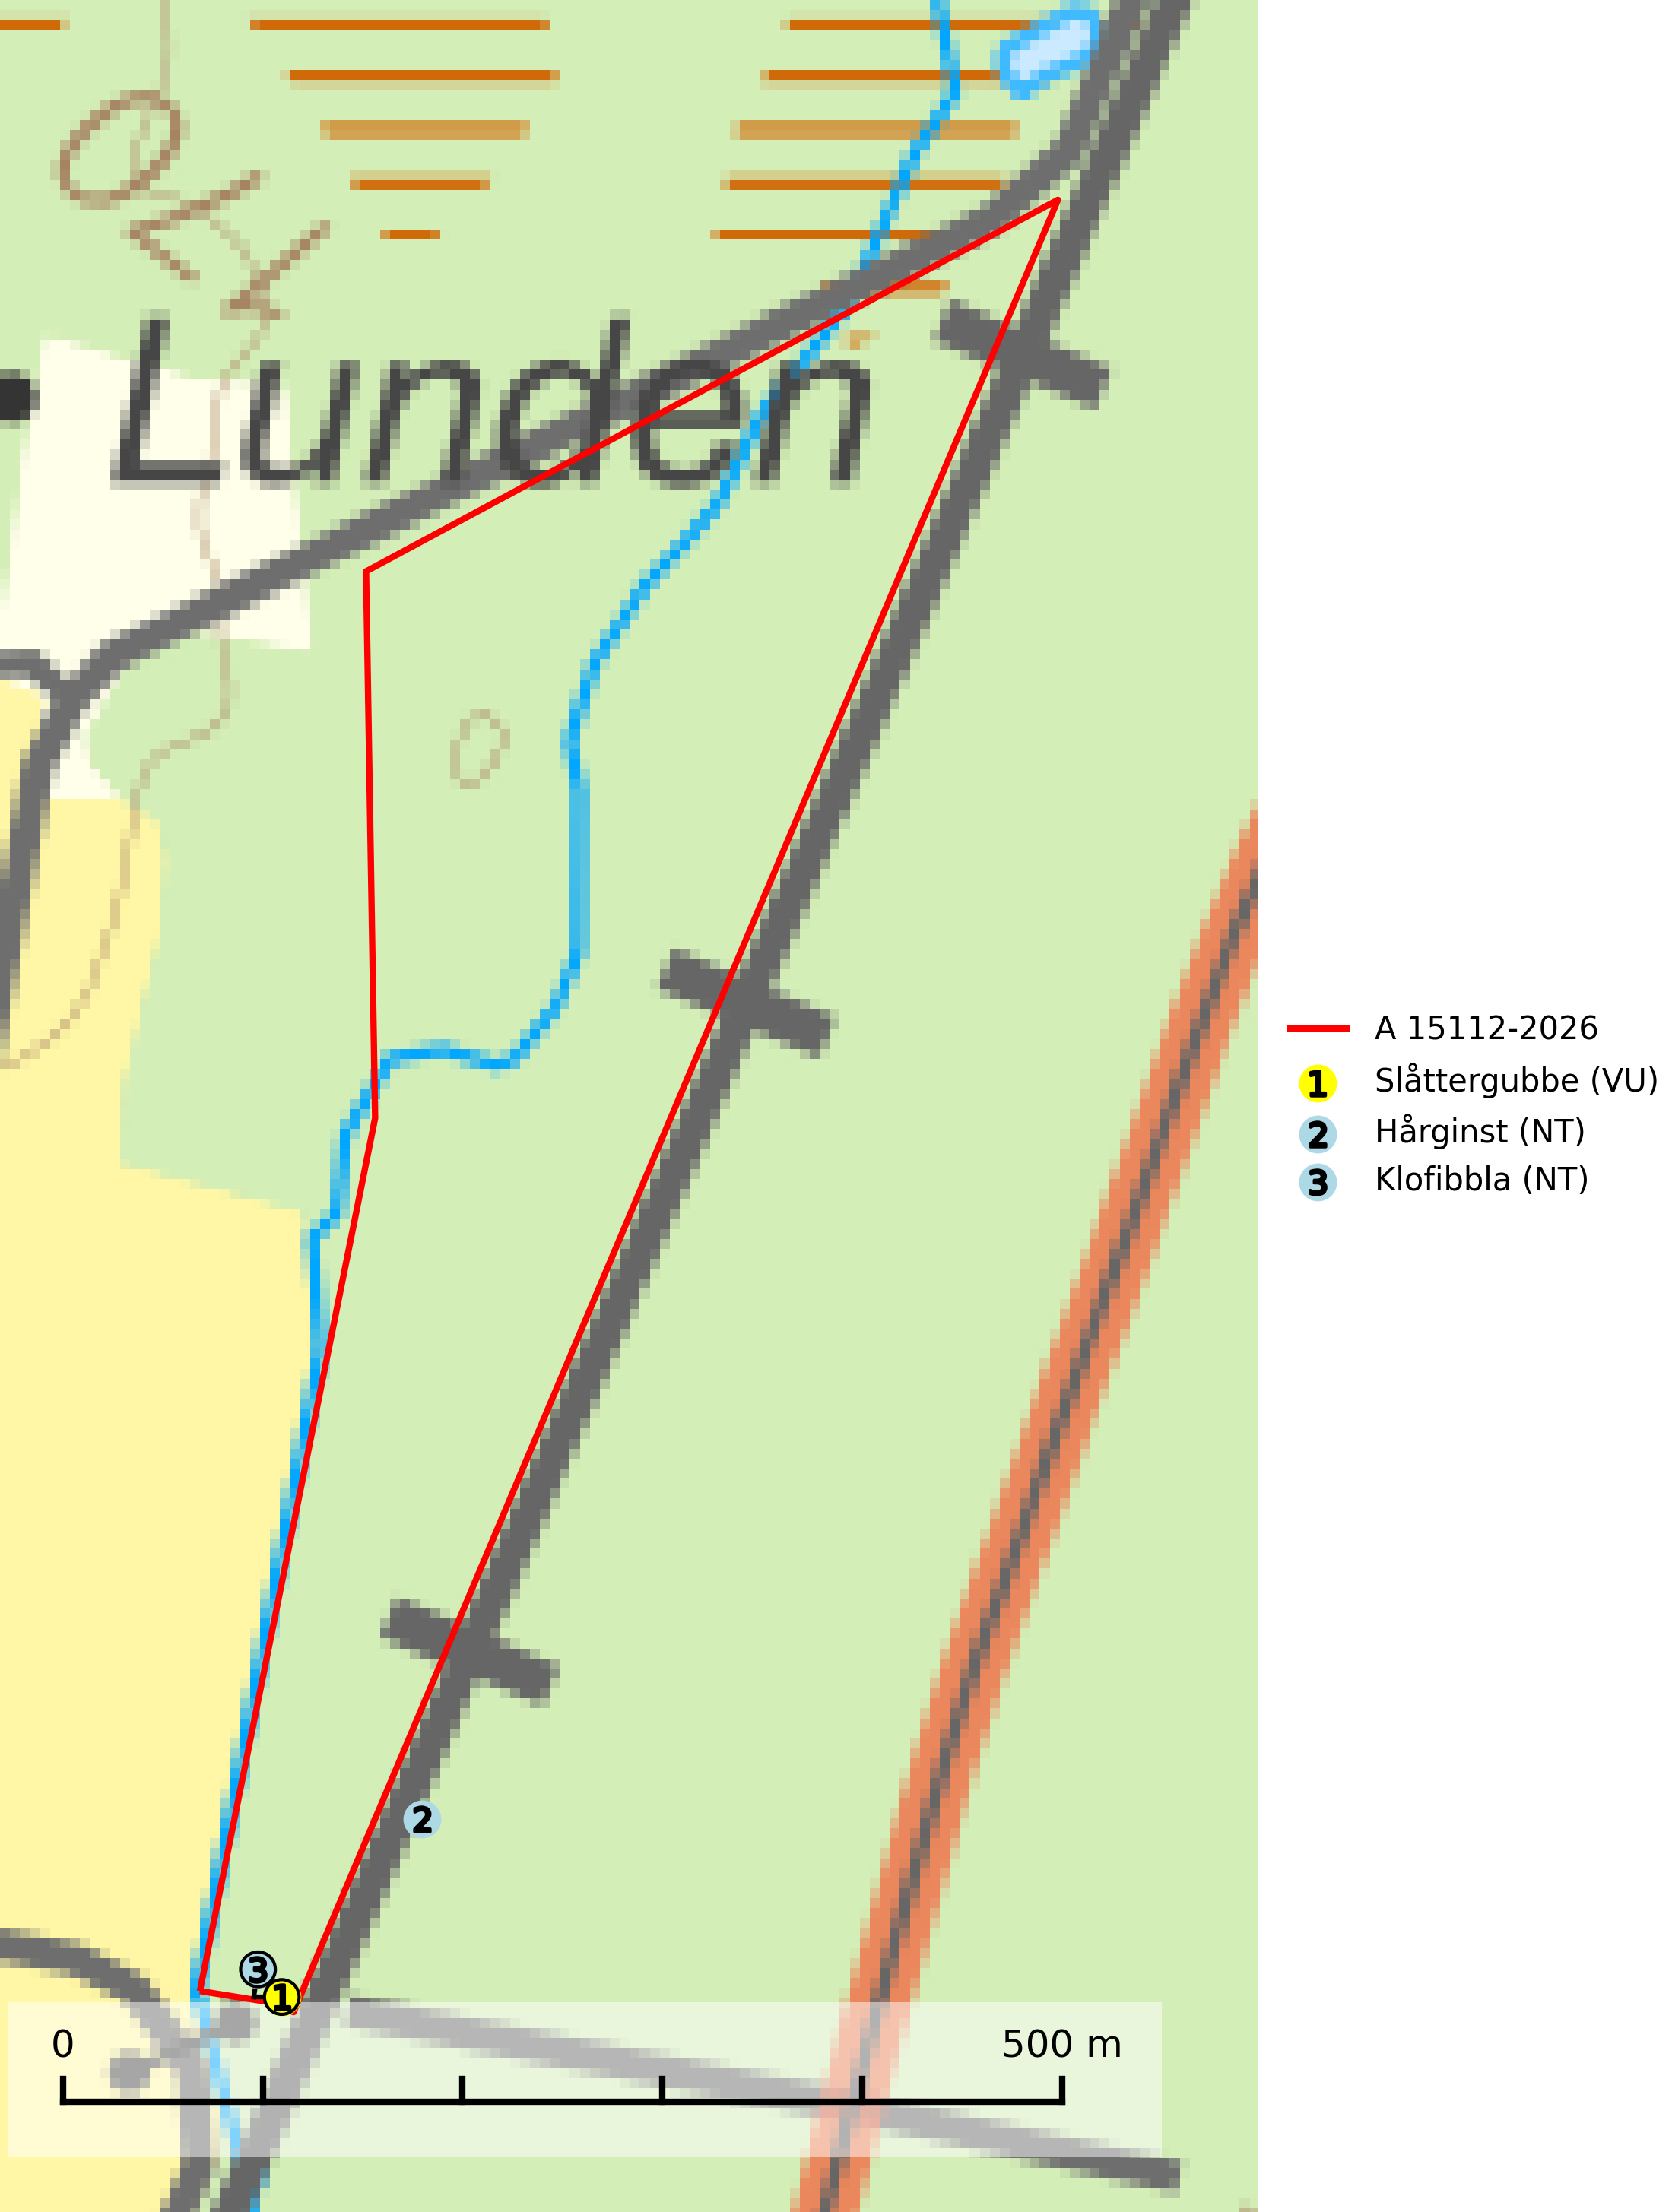 Lunden
A 15112-2026
1 Slåttergubbe (VU)
2 Hårginst (NT)
3 Klofibbla (NT)
2
3
1
0 500 m